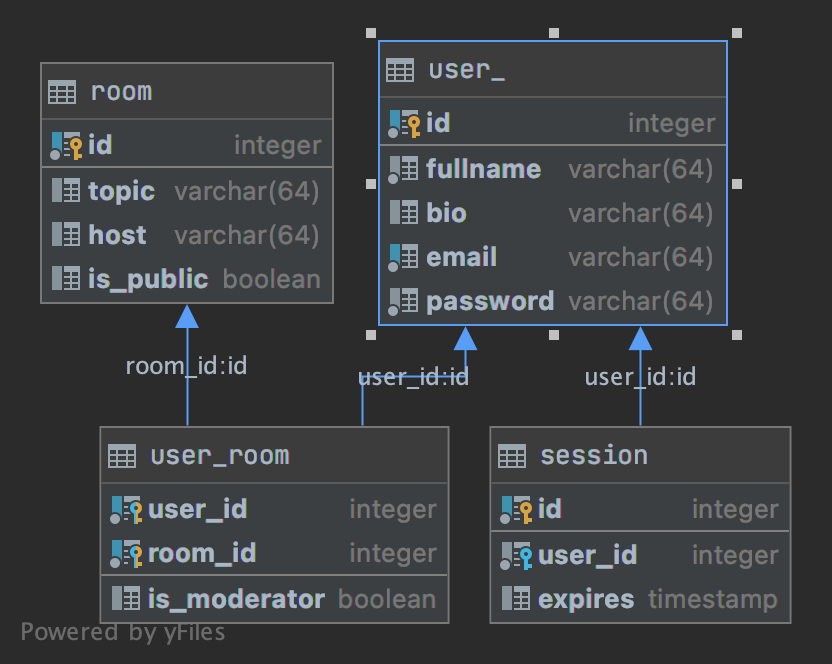 room
id integer
topic varchar(64)
host varchar(64)
is_public boolean
user_
id integer
fullname varchar(64)
bio varchar(64)
email varchar(64)
password varchar(64)
room_id:id
user_id:id
user_id:id
user_room
user_id integer
room_id integer
is_moderator boolean
session
id integer
user_id integer
expires timestamp
Powered by yFiles